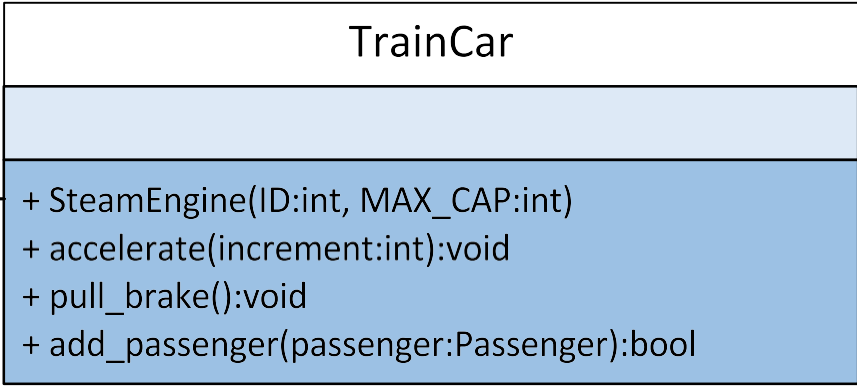 TrainCar
+ SteamEngine(ID:int, MAX_CAP:int)
+ accelerate(increment:int):void
+ pull_brake():void
+ add_passenger(passenger:Passenger):bool